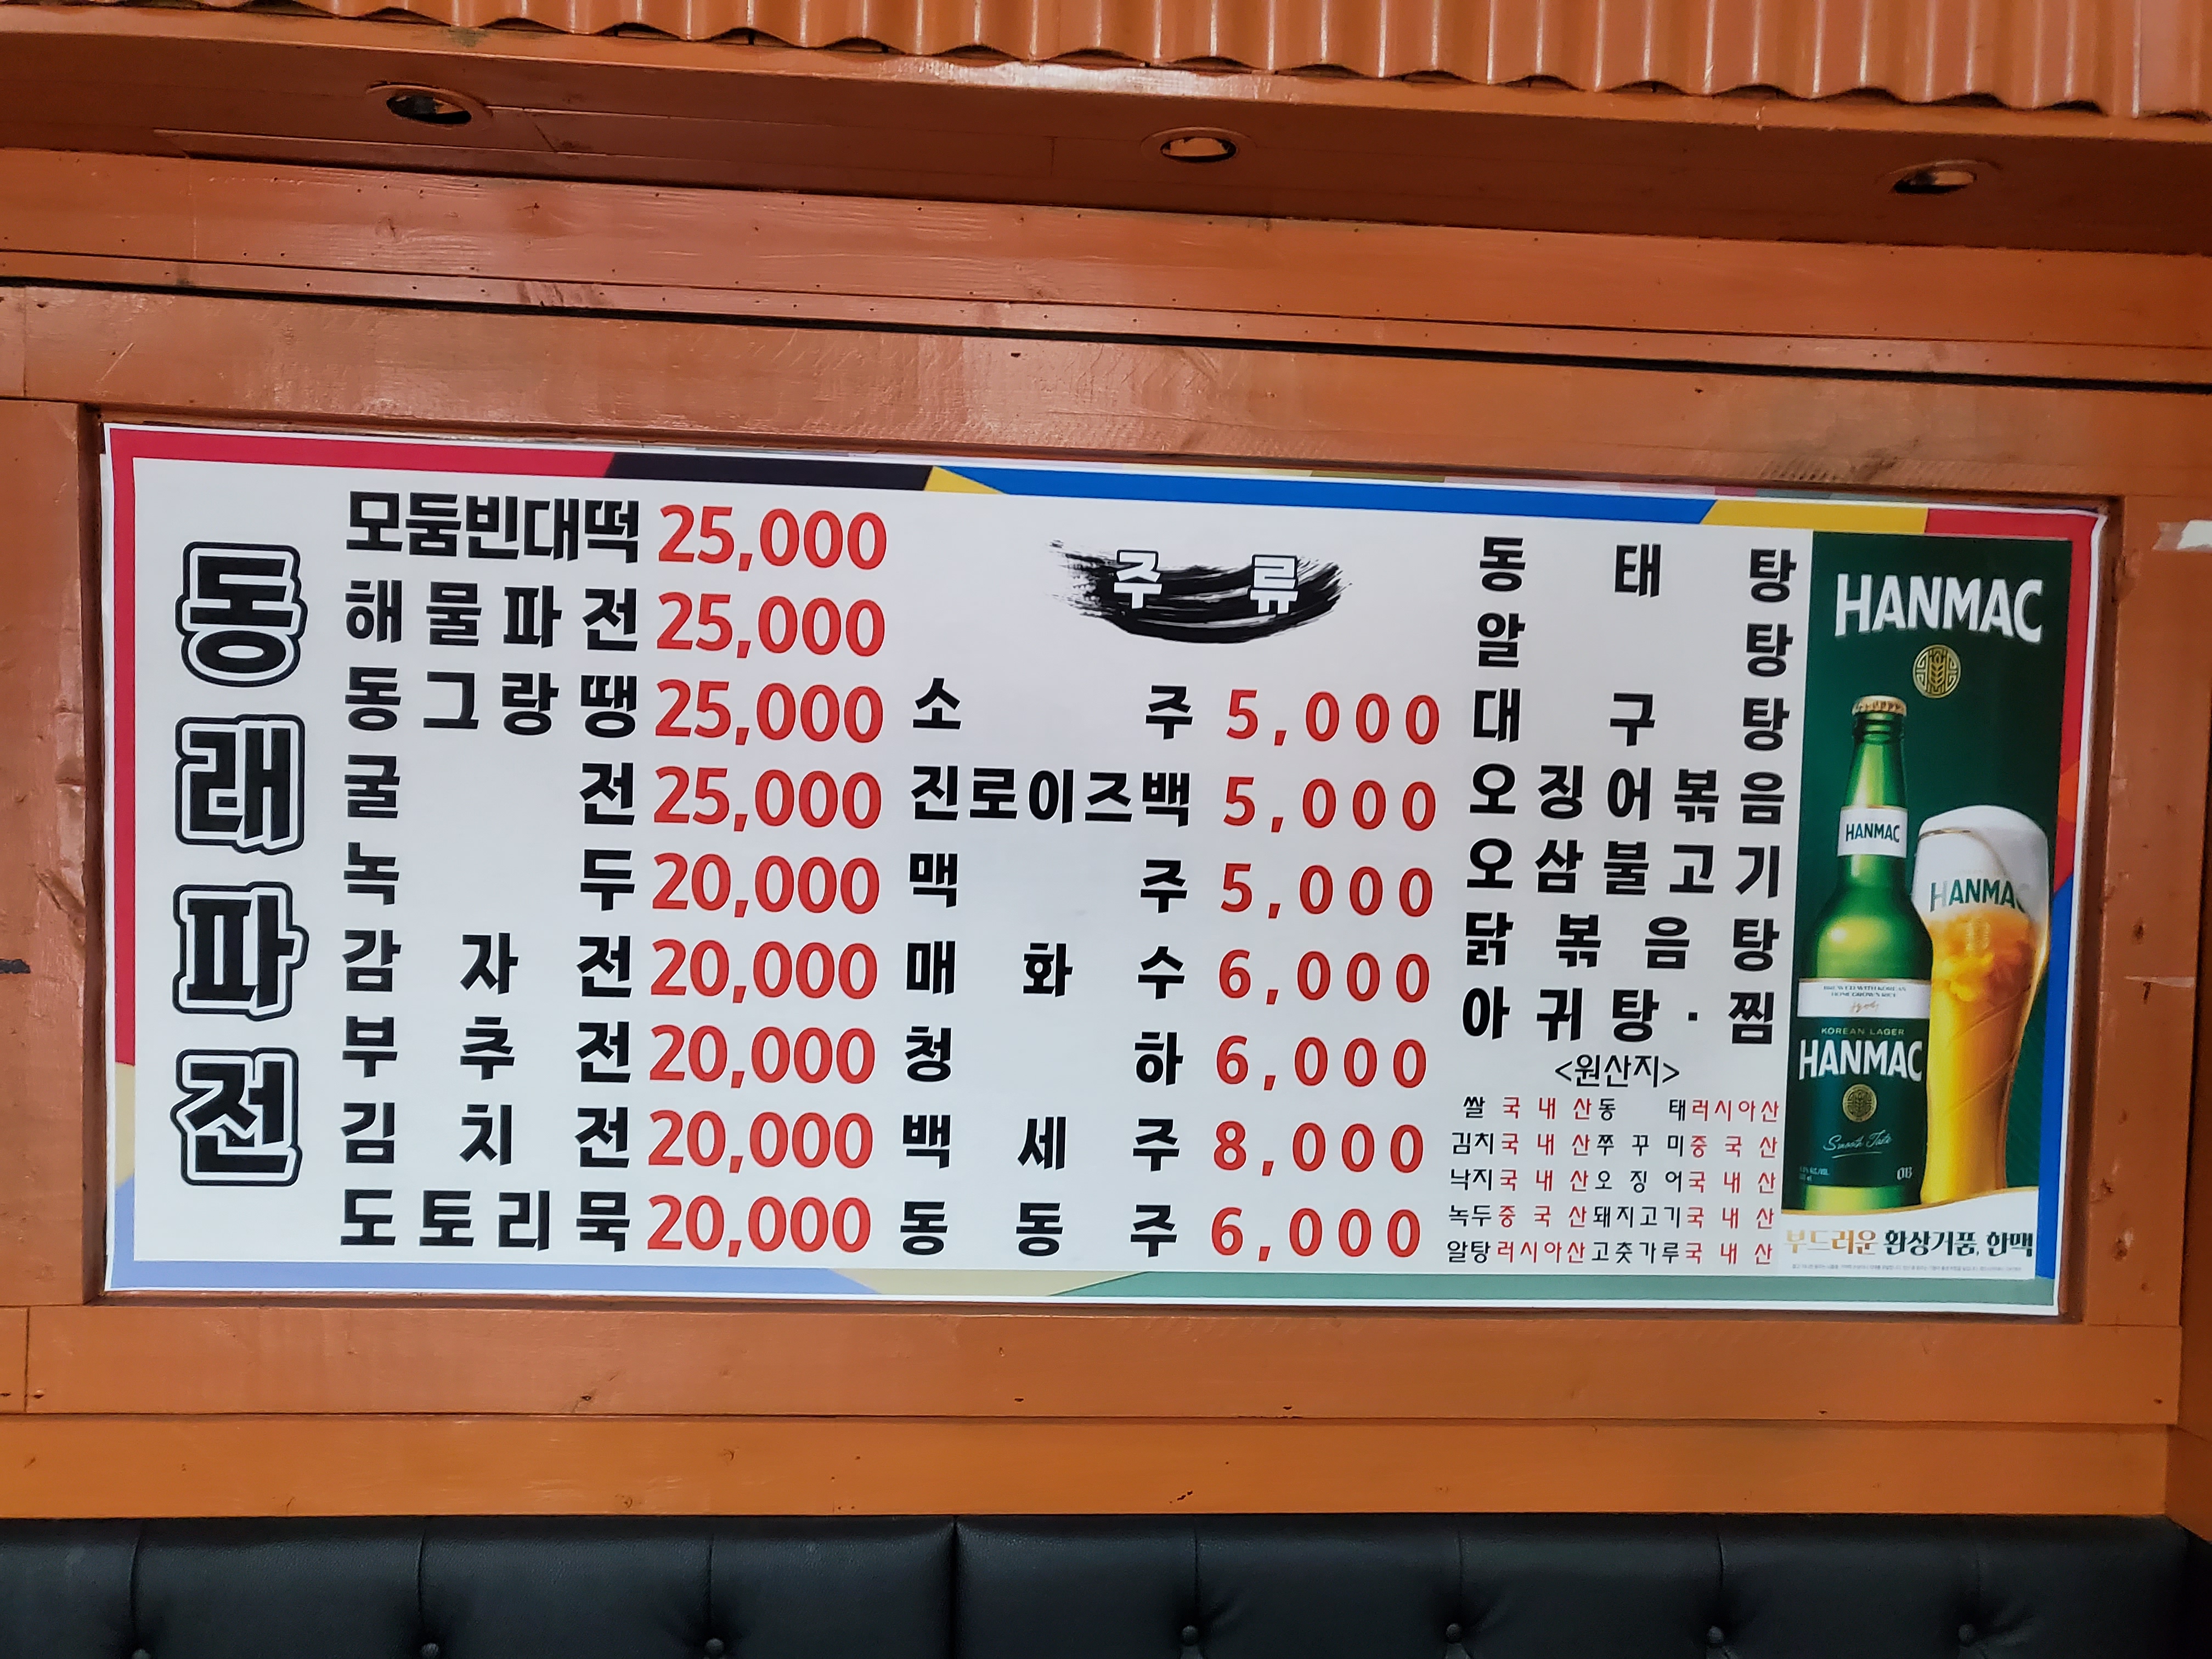 동래파전
모둠빈대떡 25,000
해물파전 25,000
동그랑땡 25,000
굴전 25,000
녹두 20,000
감자전 20,000
부추전 20,000
김치전 20,000
도토리묵 20,000
주류
소주 5,000
진로이즈백 5,000
맥주 5,000
매화수 6,000
청하 6,000
백세주 8,000
동동주 6,000
동태탕
알탕
대구탕
오징어볶음
오삼불고기
닭볶음탕
아귀탕·찜
<원산지>
쌀 국내산 동태 러시아산
김치 국내산 쭈꾸미 중국산
낙지 국내산 오징어 국내산
녹두 중국산 돼지고기 국내산
알탕 러시아산 고춧가루 국내산
HANMAC
HANMAC
HANMAC
BREWED WITH KOREAN
HOME GROWN RICE
KOREAN LAGER
HANMAC
Smooth Taste
OB
부드러운 환상거품, 한맥